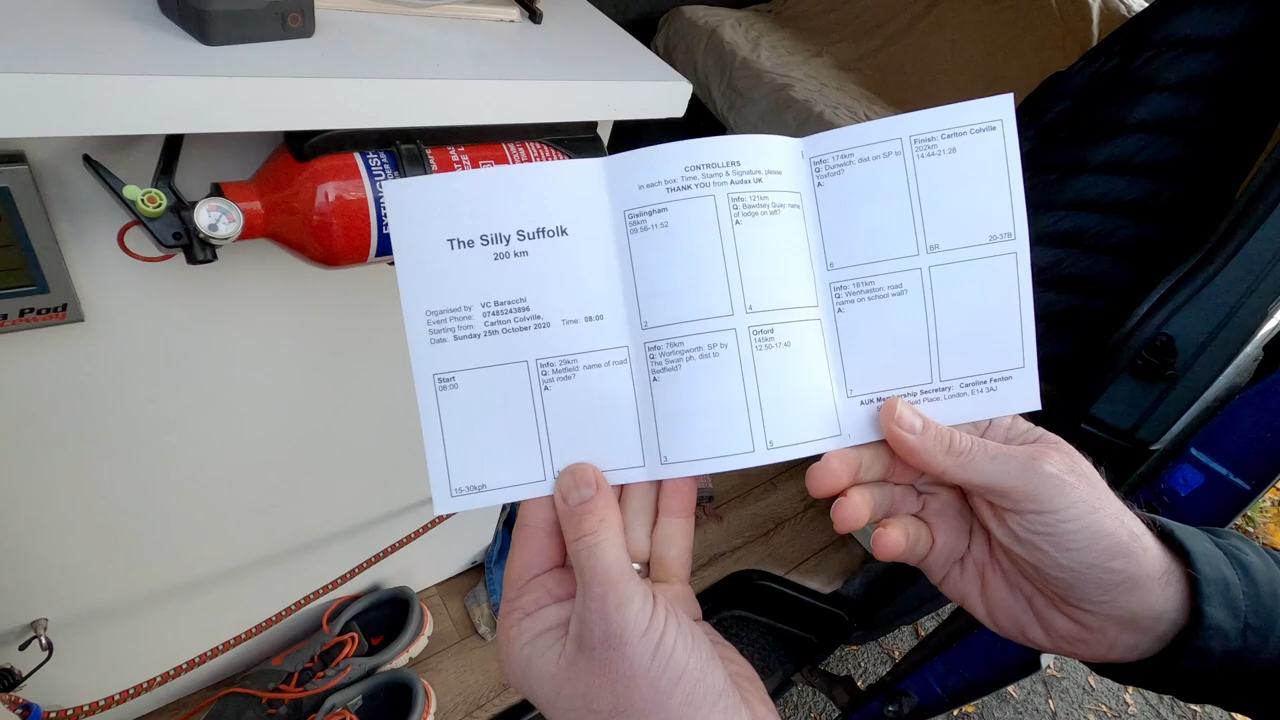 The Silly Suffolk
200 km
Organised by: VC Baracchi
Event Phone: 07485243896
Starting from: Carlton Colville,
Date: Sunday 25th October 2020 Time: 08:00
Start
08:00
15-30kph
Info: 29km
Q: Metfield: name of road
just rode?
A:
CONTROLLERS
In each box: Time, Stamp & Signature, please
THANK YOU from Audax UK
Gislingham
58km
09:56-11:52
2
Info: 76km
Q: Worlingworth: SP by
The Swan ph, dist to
Bedfield?
A:
3
Info: 121km
Q: Bawdsey Quay: name
of lodge on left?
A:
4
Orford
145km
12:50-17:40
5
Info: 174km
Q: Dunwich; dist on SP to
Yoxford?
A:
6
Info: 181km
Q: Wenhaston: road
name on school wall?
A:
7
Finish: Carlton Colville
202km
14:44-21:28
BR 20-37B
AUK Secretary: Caroline Fenton
Place, London, E14 3AJ
EXTINGUISH
Pod